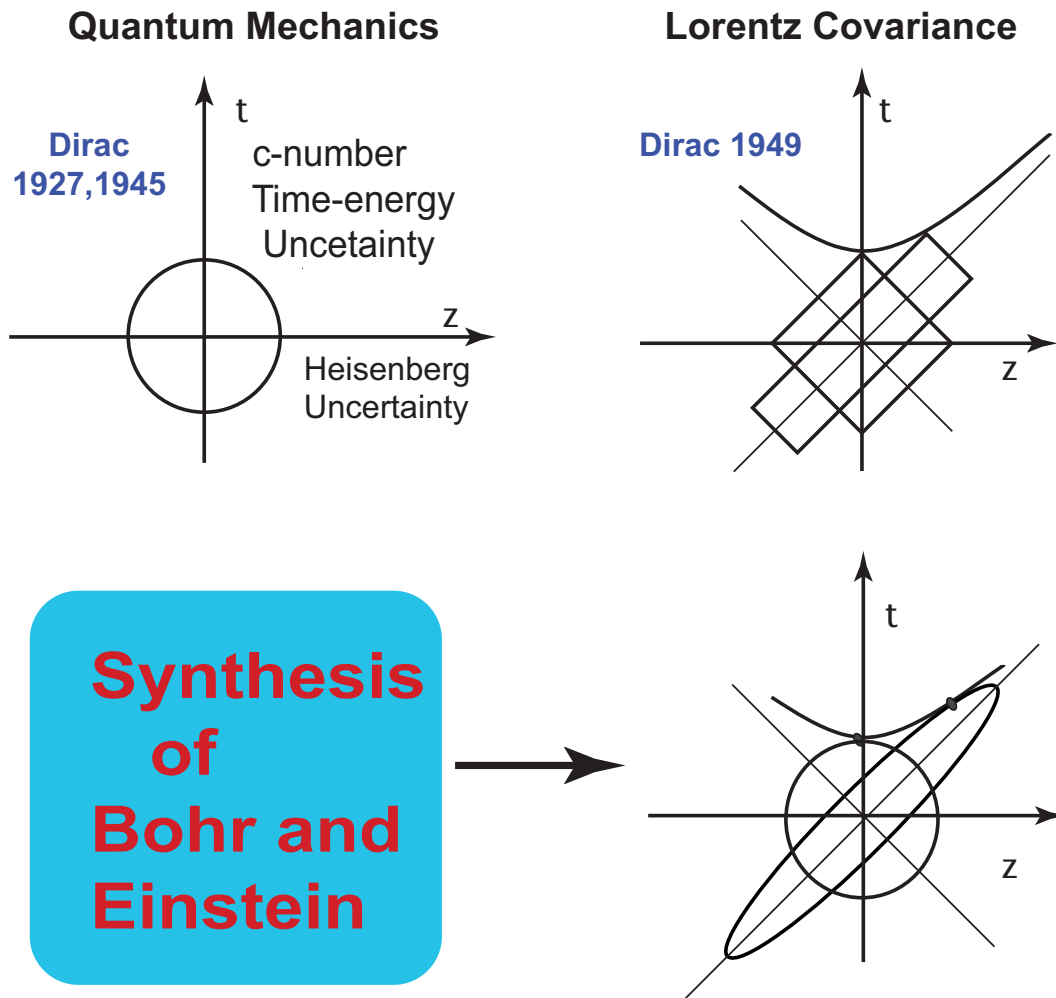 Quantum Mechanics
t
Dirac
1927,1945
c-number
Time-energy
Uncetainty
z
Heisenberg
Uncertainty
Lorentz Covariance
t
Dirac 1949
z
Synthesis
of
Bohr and
Einstein
t
z